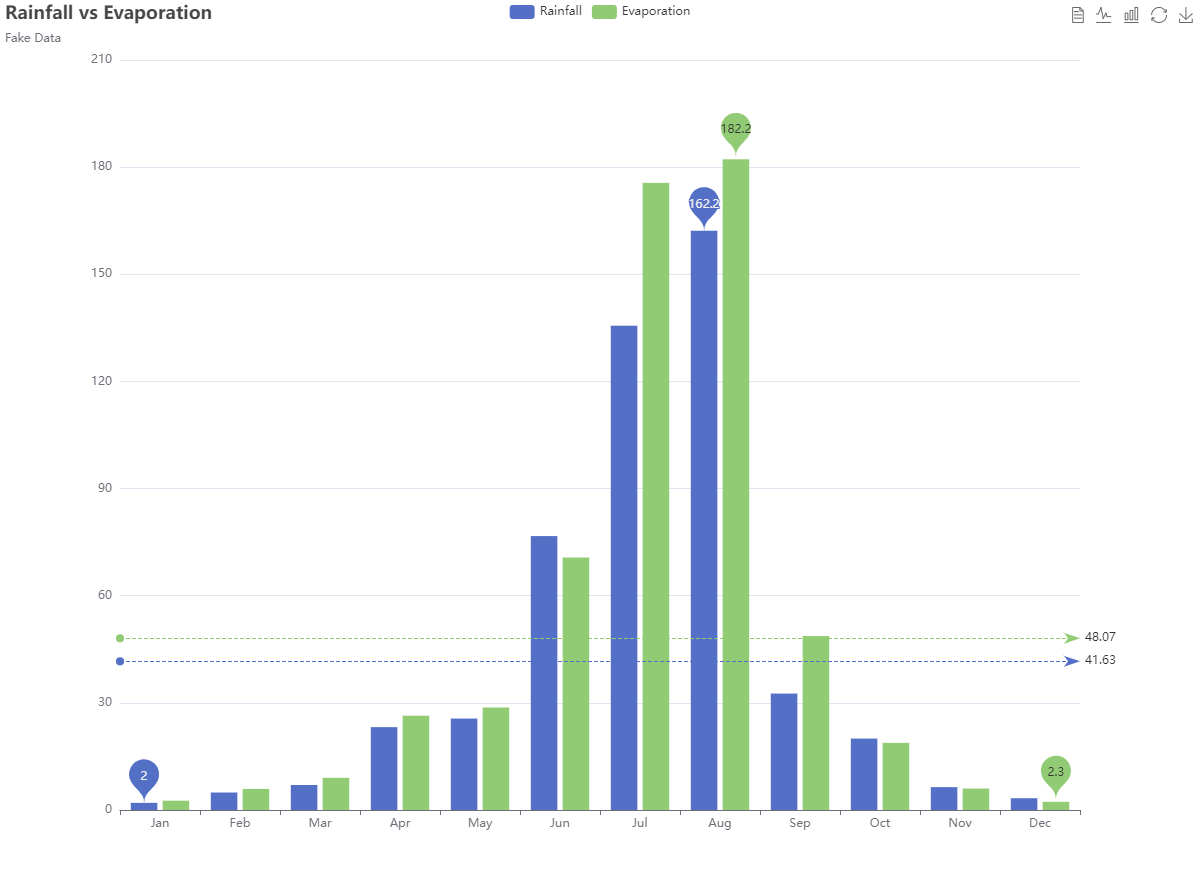 Rainfall vs Evaporation
Fake Data
Rainfall
Evaporation
210
180
150
120
90
60
30
0
182.2
162.2
48.07
41.63
2
2.3
Jan
Feb
Mar
Apr
May
Jun
Jul
Aug
Sep
Oct
Nov
Dec